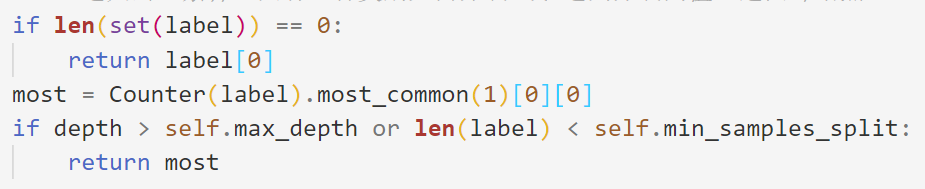 if len(set(label)) == 0:
    return label[0]
most = Counter(label).most_common(1)[0][0]
if depth > self.max_depth or len(label) < self.min_samples_split:
    return most